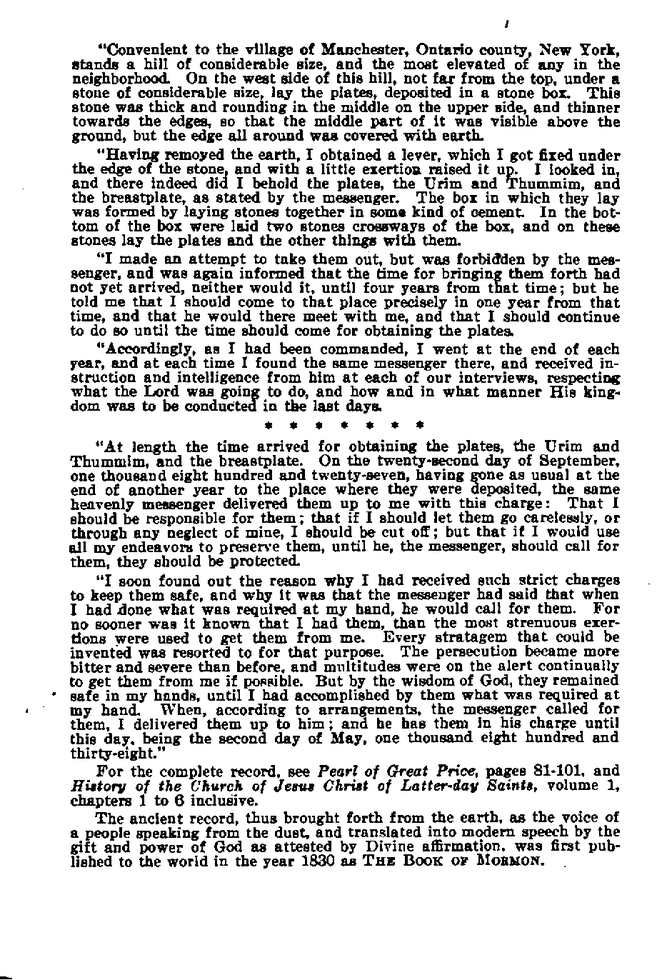 "Convenient to the village of Manchester, Ontario county, New York,
stands a hill of considerable size, and the most elevated of any in the
neighborhood. On the west side of this hill, not far from the top, under a
stone of considerable size, lay the plates, deposited in a stone box. This
stone was thick and rounding in the middle on the upper side, and thinner
towards the edges, so that the middle part of it was visible above the
ground, but the edge all around was covered with earth.
"Having removed the earth, I obtained a lever, which I got fixed under
the edge of the stone, and with a little exertion raised it up. I looked in,
and there indeed did I behold the plates, the Urim and Thummim, and
the breastplate, as stated by the messenger. The box in which they lay
was formed by laying stones together in some kind of cement. In the bot-
tom of the box were laid two stones crossways of the box, and on these
stones lay the plates and the other things with them.
"I made an attempt to take them out, but was forbidden by the mes-
senger, and was again informed that the time for bringing them forth had
not yet arrived, neither would it, until four years from that time; but he
told me that I should come to that place precisely in one year from that
time, and that he would there meet with me, and that I should continue
to do so until the time should come for obtaining the plates.
"Accordingly, as I had been commanded, I went at the end of each
year, and at each time I found the same messenger there, and received in-
struction and intelligence from him at each of our interviews, respecting
what the Lord was going to do, and how and in what manner His king-
dom was to be conducted in the last days.
* * * * * * *
"At length the time arrived for obtaining the plates, the Urim and
Thummim, and the breastplate. On the twenty-second day of September,
one thousand eight hundred and twenty-seven, having gone as usual at the
end of another year to the place where they were deposited, the same
heavenly messenger delivered them up to me with this charge: That I
should be responsible for them; that if I should let them go carelessly, or
through any neglect of mine, I should be cut off; but that if I would use
all my endeavors to preserve them, until he, the messenger, should call for
them, they should be protected.
"I soon found out the reason why I had received such strict charges
to keep them safe, and why it was that the messenger had said that when
I had done what was required at my hand, he would call for them. For
no sooner was it known that I had them, than the most strenuous exer-
tions were used to get them from me. Every stratagem that could be
invented was resorted to for that purpose. The persecution became more
bitter and severe than before, and multitudes were on the alert continually
to get them from me if possible. But by the wisdom of God, they remained
safe in my hands, until I had accomplished by them what was required at
my hand. When, according to arrangements, the messenger called for
them, I delivered them up to him; and he has them in his charge until
this day, being the second day of May, one thousand eight hundred and
thirty-eight."
For the complete record, see Pearl of Great Price, pages 81-101, and
History of the Church of Jesus Christ of Latter-day Saints, volume 1,
chapters 1 to 6 inclusive.
The ancient record, thus brought forth from the earth, as the voice of
a people speaking from the dust, and translated into modern speech by the
gift and power of God as attested by Divine affirmation, was first pub-
lished to the world in the year 1830 as THE BOOK OF MORMON.